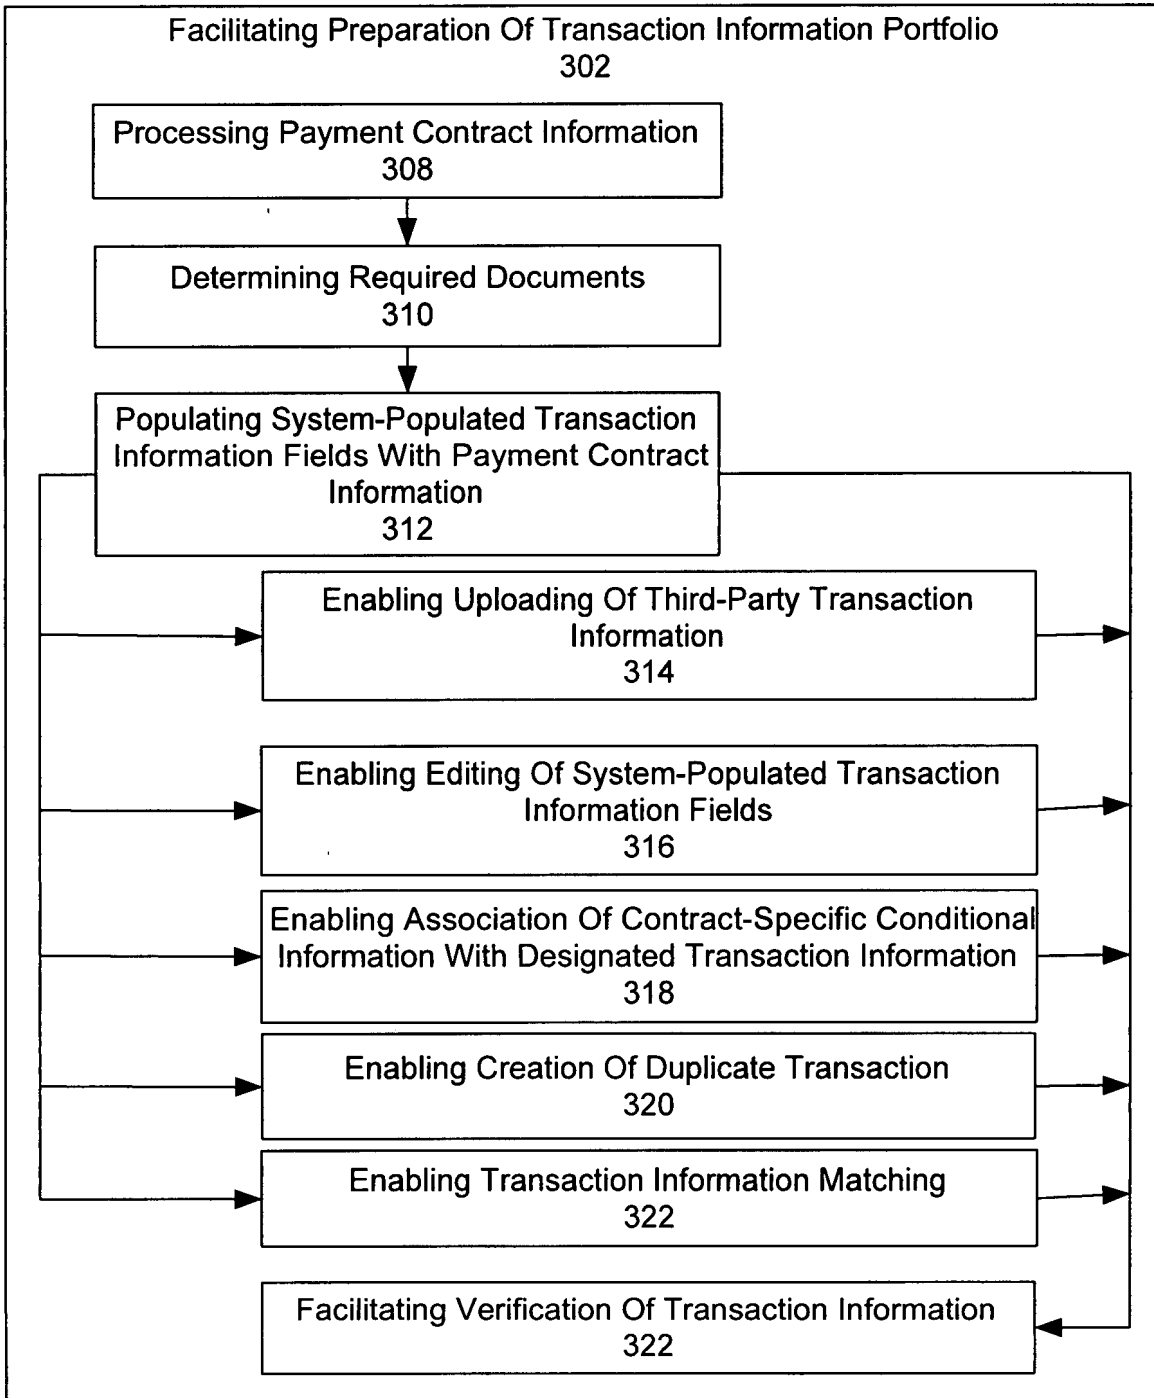 Facilitating Preparation Of Transaction Information Portfolio
302
Processing Payment Contract Information
308
Determining Required Documents
310
Populating System-Populated Transaction
Information Fields With Payment Contract
Information
312
Enabling Uploading Of Third-Party Transaction
Information
314
Enabling Editing Of System-Populated Transaction
Information Fields
316
Enabling Association Of Contract-Specific Conditional
Information With Designated Transaction Information
318
Enabling Creation Of Duplicate Transaction
320
Enabling Transaction Information Matching
322
Facilitating Verification Of Transaction Information
322